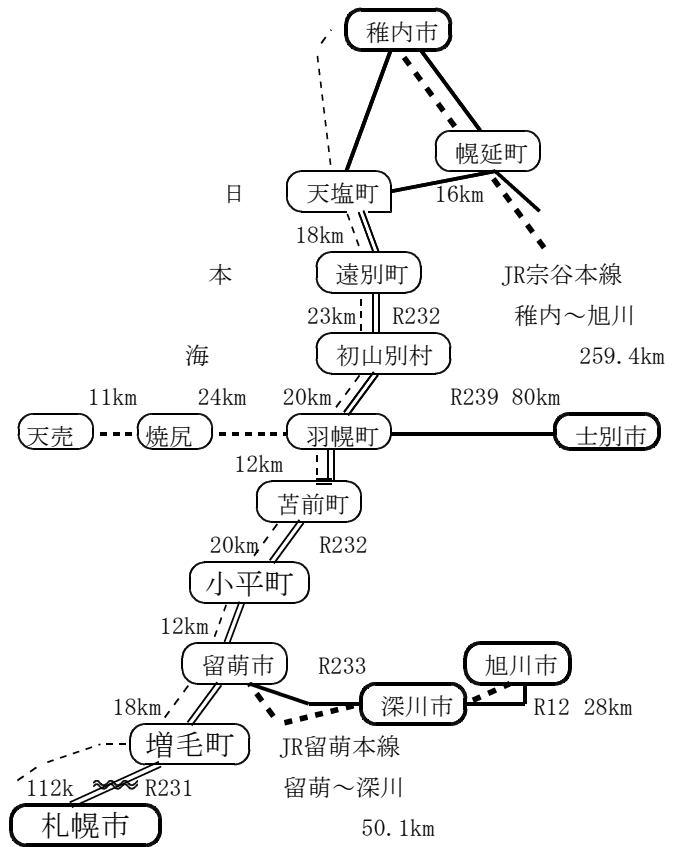 稚内市
幌延町
天塩町
日
16km
18km
本
遠別町
JR宗谷本線
23km
R232
稚内～旭川
海
初山別村
259.4km
11km
24km
20km
R239 80km
天売
焼尻
羽幌町
士別市
12km
苫前町
20km
R232
小平町
12km
留萌市
R233
旭川市
18km
深川市
R12 28km
増毛町
JR留萌本線
112k
R231
留萌～深川
札幌市
50.1km